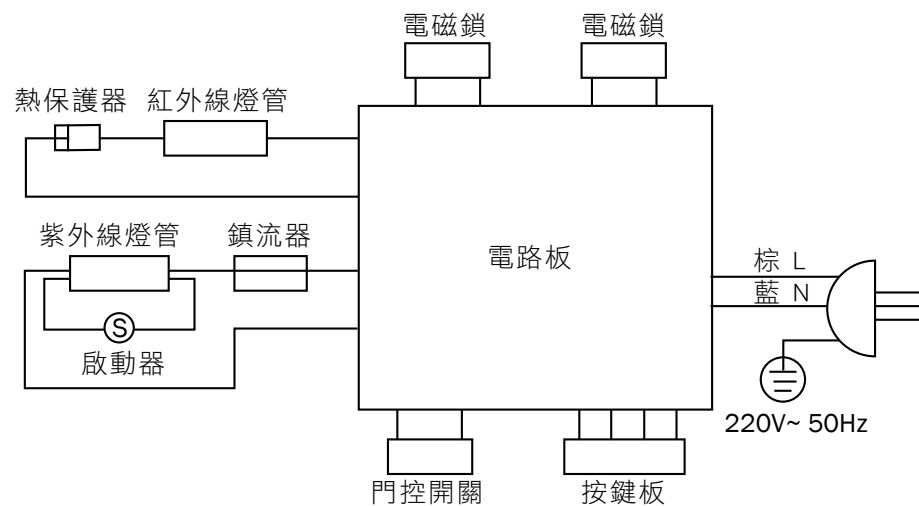 電磁鎖
電磁鎖
熱保護器
紅外線燈管
紫外線燈管
鎮流器
電路板
棕 L
藍 N
S
啟動器
220V~ 50Hz
門控開關
按鍵板